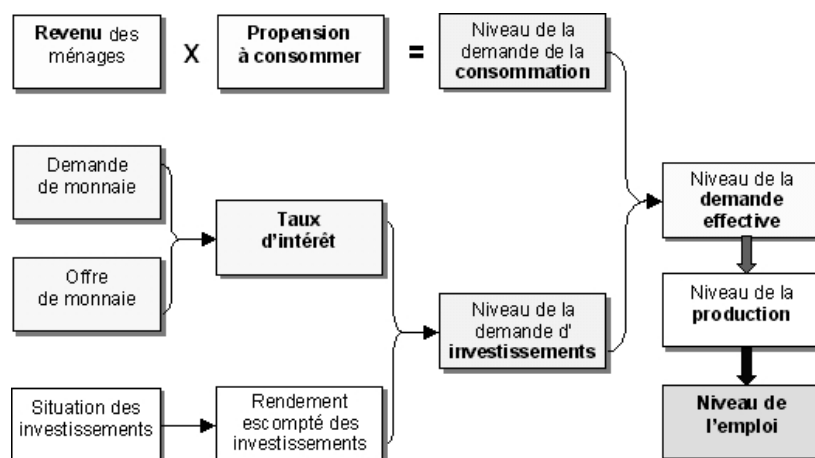 Revenu des
ménages
X
Propension
à consommer
=
Niveau de la
demande de la
consommation
Demande
de monnaie
Offre
de monnaie
Taux
d'intérêt
Niveau de la
demande effective
Niveau de la
production
Niveau de la
demande d'
investissements
Situation des
investissements
Rendement
escompté des
investissements
Niveau de
l'emploi